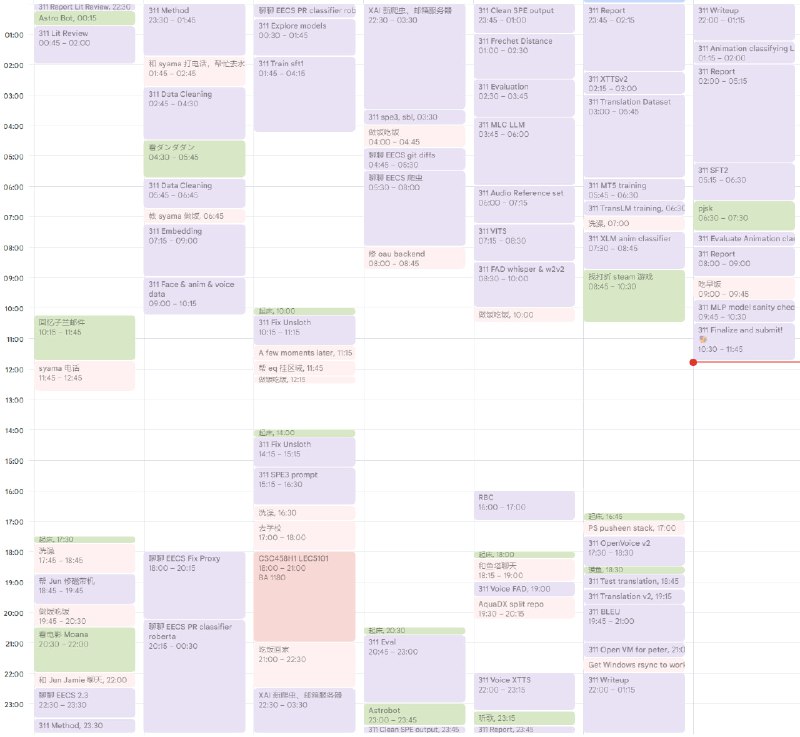 01:00
02:00
03:00
04:00
05:00
06:00
07:00
08:00
09:00
10:00
11:00
12:00
14:00
15:00
16:00
17:00
18:00
19:00
20:00
21:00
22:00
23:00
311 Report Lit Review, 22:30
Astro Bot, 00:15
311 Lit Review
00:45 – 02:00
回忆子兰邮件
10:15 – 11:45
syama 电话
11:45 – 12:45
起床, 17:30
洗澡
17:45 – 18:45
帮 Jun 修磁带机
18:45 – 19:45
做饭吃饭
19:45 – 20:30
看电影 Moana
20:30 – 22:00
和 Jun Jamie 聊天, 22:00
聊聊 EECS 2.3
22:30 – 23:30
311 Method, 23:30
311 Method
23:30 – 01:45
和 syama 打电话，帮忙去水
01:45 – 02:45
311 Data Cleaning
02:45 – 04:30
看ダンダダン
04:30 – 05:45
311 Data Cleaning
05:45 – 06:45
教 syama 做饭, 06:45
311 Embedding
07:15 – 09:00
311 Face & anim & voice
data
09:00 – 10:15
聊聊 EECS Fix Proxy
18:00 – 20:15
聊聊 EECS PR classifier
roberta
20:15 – 00:30
聊聊 EECS PR classifier rob
311 Explore models
00:30 – 01:45
311 Train sft1
01:45 – 04:15
起床, 10:00
311 Fix Unsloth
10:15 – 11:15
A few moments later, 11:15
帮 eq 挂区域, 11:45
做饭吃饭, 12:15
起床, 14:00
311 Fix Unsloth
14:15 – 15:15
311 SPE3 prompt
15:15 – 16:30
洗澡, 16:30
去学校
17:00 – 18:00
CSC458H1 LEC5101
18:00 – 21:00
BA 1180
吃饭回家
21:00 – 22:30
XAI 新爬虫，邮箱服务器
22:30 – 03:30
XAI 新爬虫，邮箱服务器
22:30 – 03:30
311 spe3, sbl, 03:30
做饭吃饭
04:00 – 04:45
聊聊 EECS git diffs
04:45 – 05:30
聊聊 EECS 爬虫
05:30 – 08:00
修 oau backend
08:00 – 08:45
起床, 20:30
311 Eval
20:45 – 23:00
Astrobot
23:00 – 23:45
311 Clean SPE output, 23:45
311 Clean SPE output
23:45 – 01:00
311 Frechet Distance
01:00 – 02:30
311 Evaluation
02:30 – 03:45
311 MLC LLM
03:45 – 06:00
311 Audio Reference set
06:00 – 07:15
311 VITS
07:15 – 08:30
311 FAD whisper & w2v2
08:30 – 10:00
做饭吃饭, 10:00
RBC
16:00 – 17:00
起床, 18:00
和鱼塔聊天
18:15 – 19:00
311 Voice FAD, 19:00
AquaDX split repo
19:30 – 20:15
311 Voice XTTS
22:00 – 23:15
听歌, 23:15
311 Report, 23:45
311 Report
23:45 – 02:15
311 XTTSv2
02:15 – 03:00
311 Translation Dataset
03:00 – 05:45
311 MT5 training
05:45 – 06:30
311 TransLM training, 06:30
洗澡, 07:00
311 XLM anim classifier
07:30 – 08:45
找打折 steam 游戏
08:45 – 10:30
起床, 16:45
PS pusheen stack, 17:00
311 OpenVoice v2
17:30 – 18:30
摸鱼, 18:30
311 Test translation, 18:45
311 Translation v2, 19:15
311 BLEU
19:45 – 21:00
311 Open VM for peter, 21:0
Get Windows rsync to work
311 Writeup
22:00 – 01:15
311 Writeup
22:00 – 01:15
311 Animation classifying L
01:15 – 02:00
311 Report
02:00 – 05:15
311 SFT2
05:15 – 06:30
pjsk
06:30 – 07:30
311 Evaluate Animation clas
311 Report
08:00 – 09:00
吃早饭
09:00 – 09:45
311 MLP model sanity chec
09:45 – 10:30
311 Finalize and submit!
10:30 – 11:45